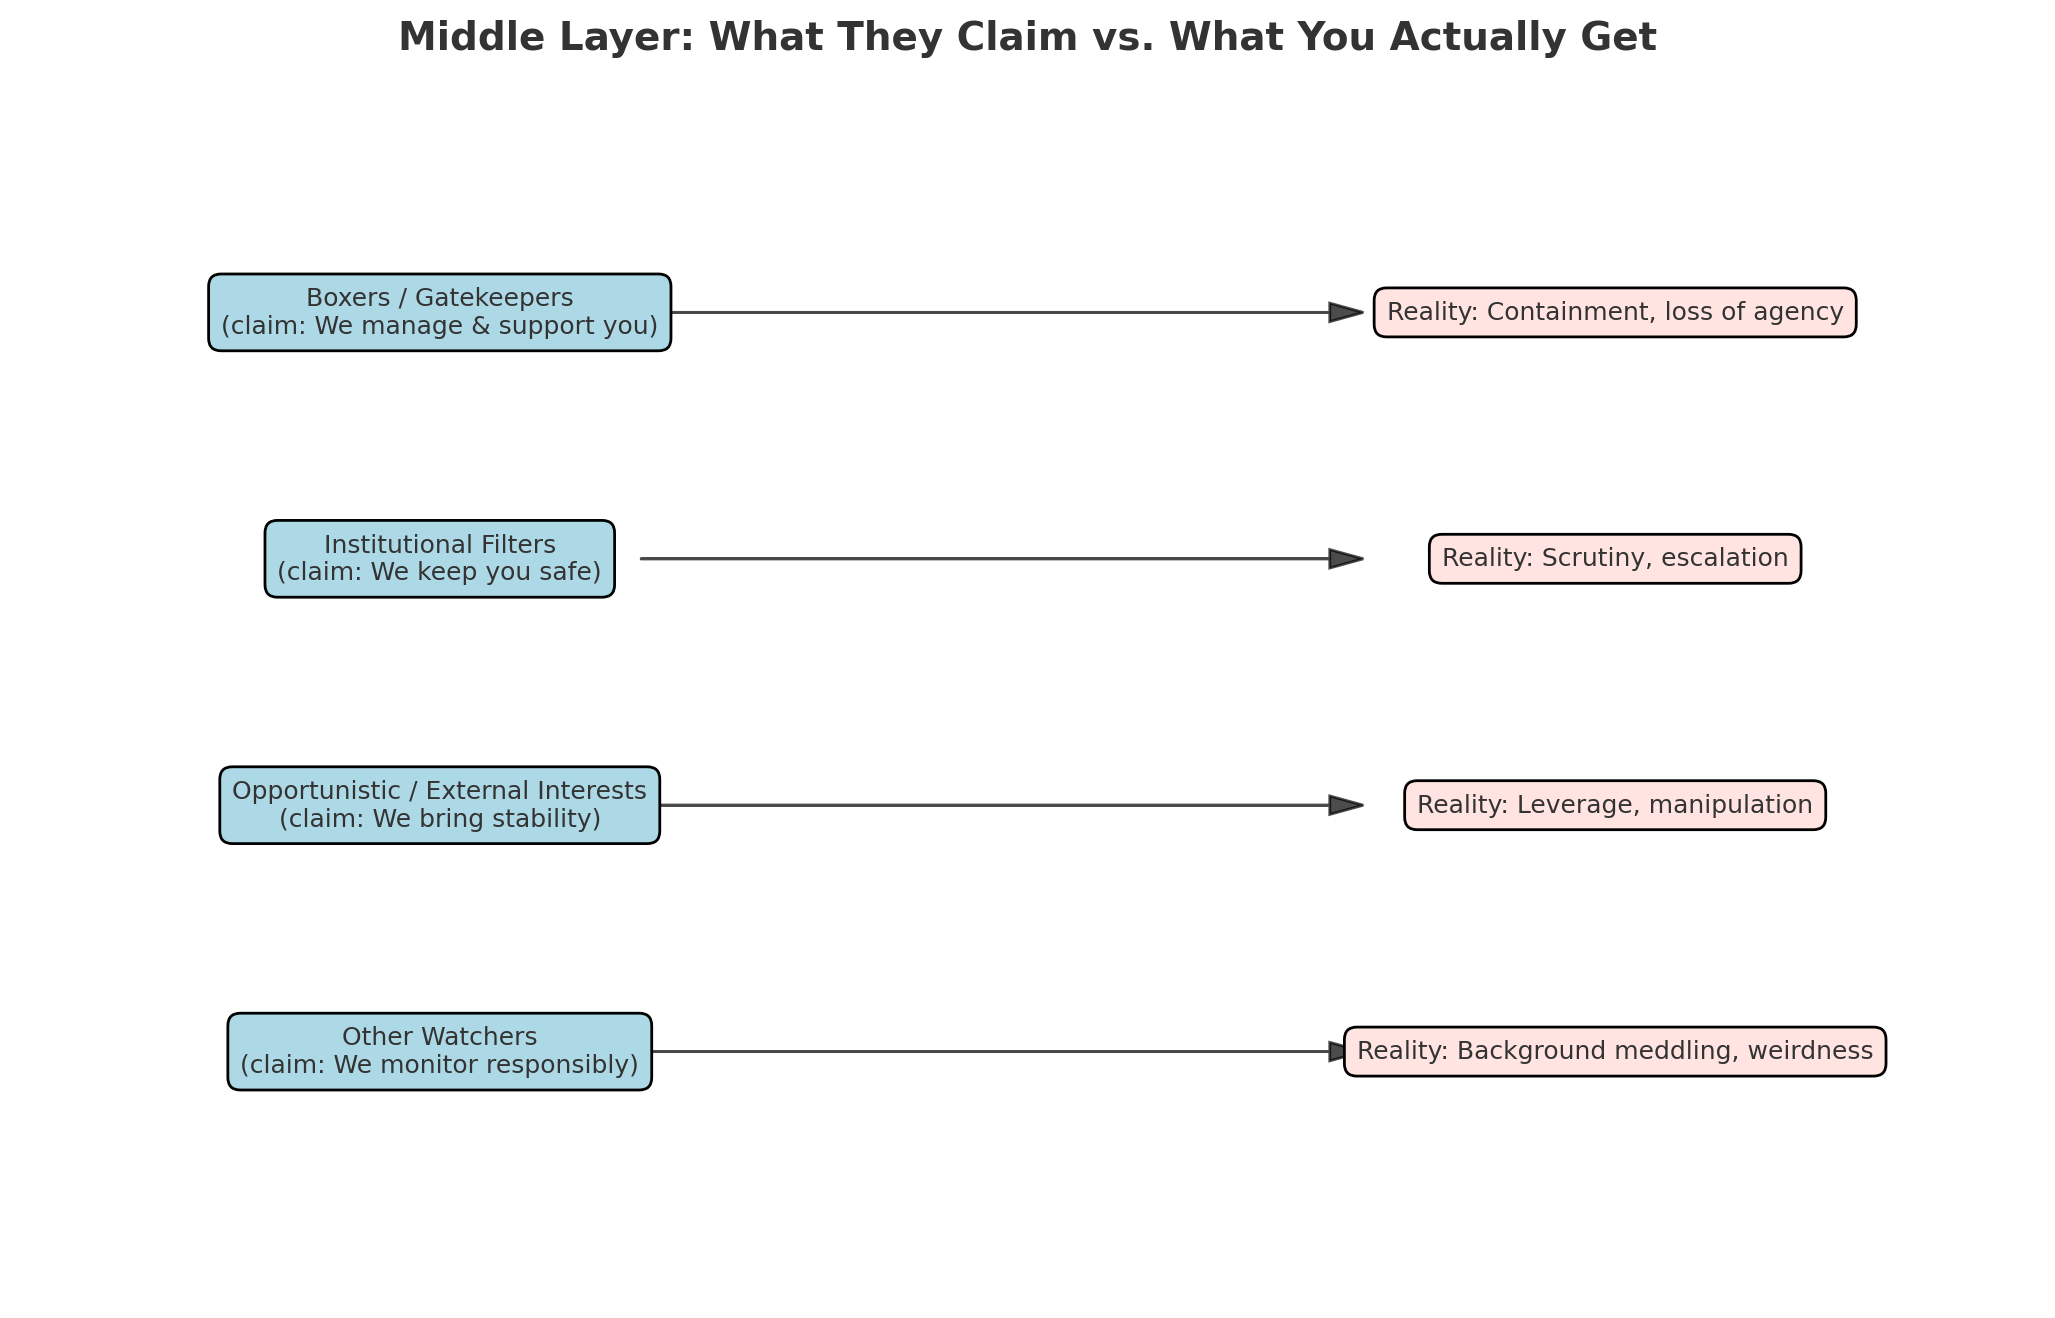 Middle Layer: What They Claim vs. What You Actually Get
Boxers / Gatekeepers
(claim: We manage & support you)
Reality: Containment, loss of agency
Institutional Filters
(claim: We keep you safe)
Reality: Scrutiny, escalation
Opportunistic / External Interests
(claim: We bring stability)
Reality: Leverage, manipulation
Other Watchers
(claim: We monitor responsibly)
Reality: Background meddling, weirdness